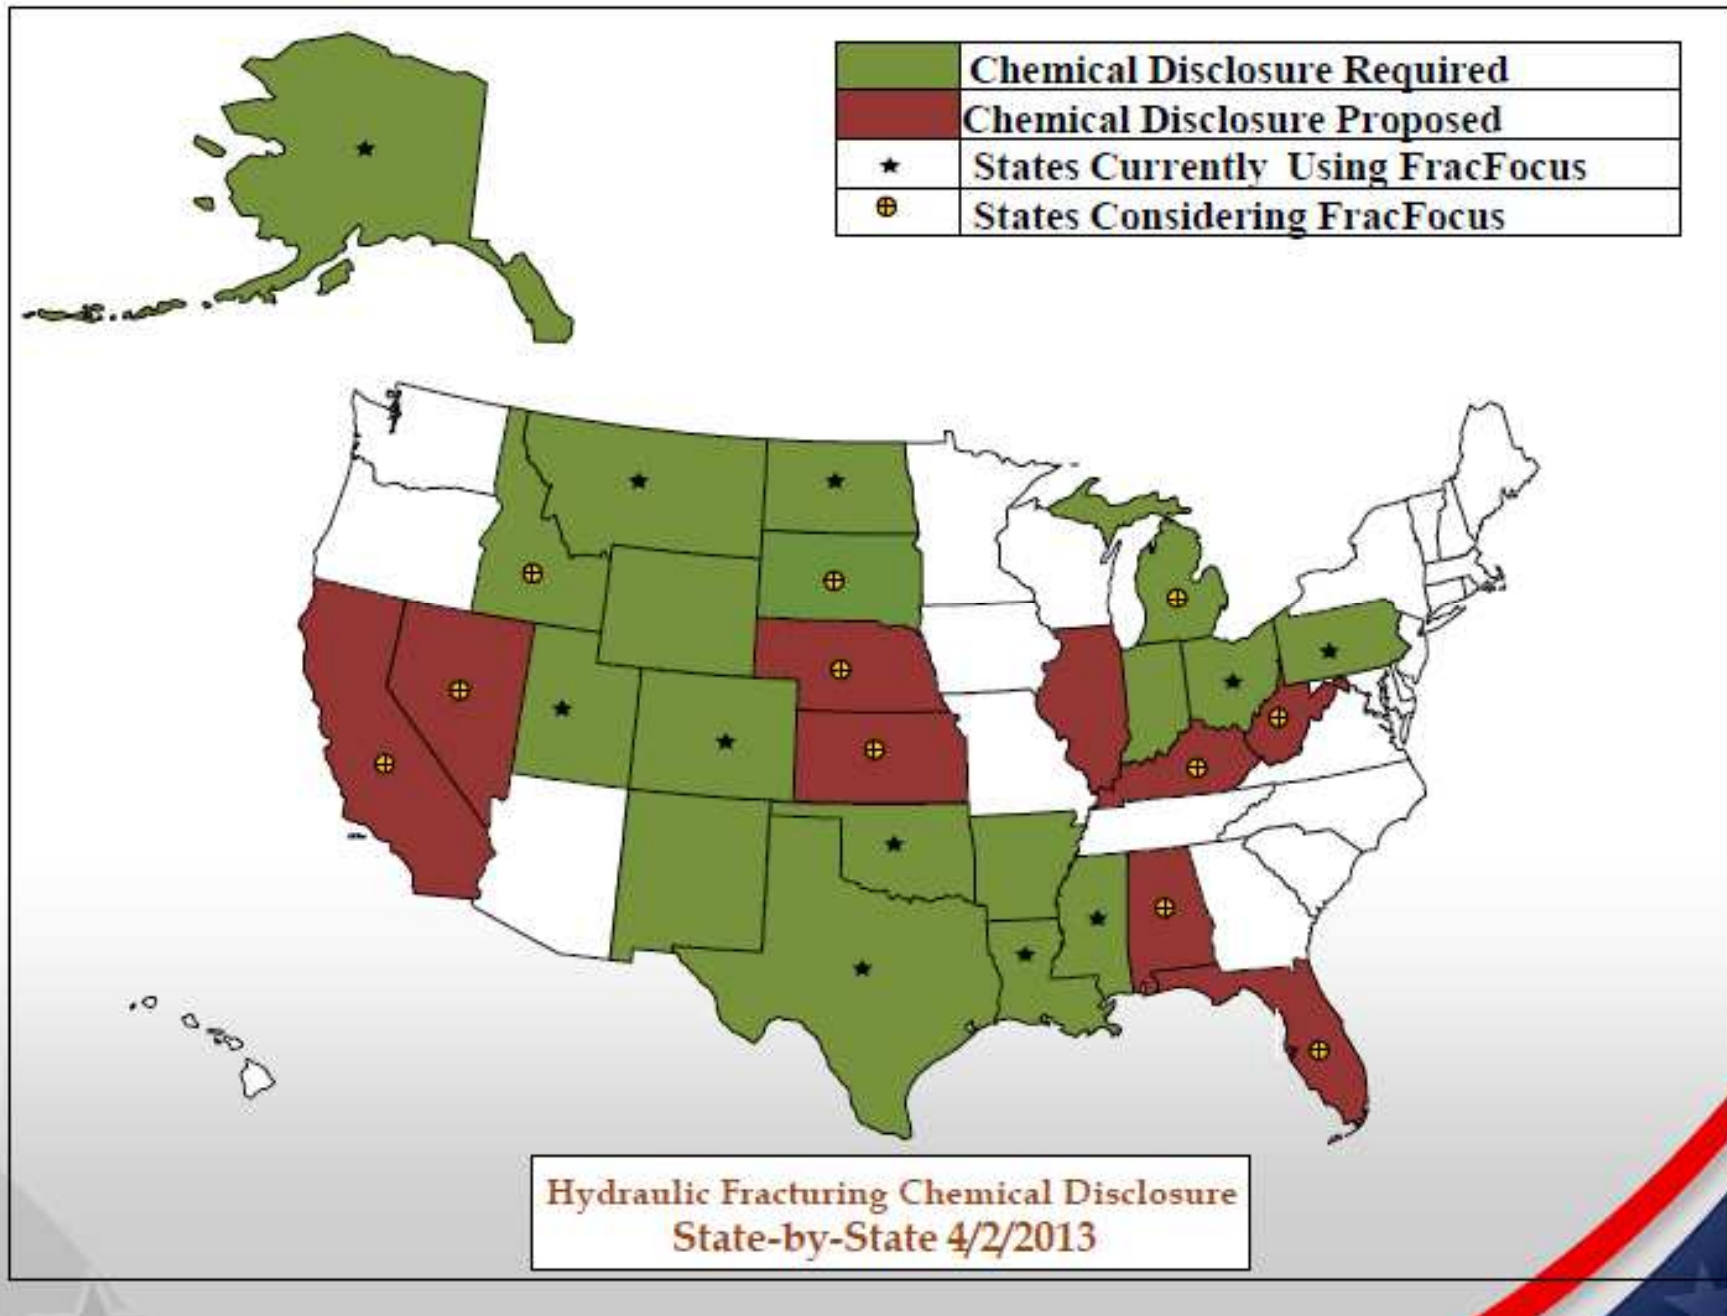 Chemical Disclosure Required
Chemical Disclosure Proposed
States Currently Using FracFocus
States Considering FracFocus
Hydraulic Fracturing Chemical Disclosure
State-by-State 4/2/2013